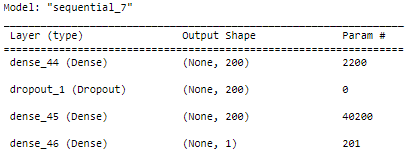 Model: "sequential_7"
Layer (type) Output Shape Param #
dense_44 (Dense) (None, 200) 2200
dropout_1 (Dropout) (None, 200) 0
dense_45 (Dense) (None, 200) 40200
dense_46 (Dense) (None, 1) 201